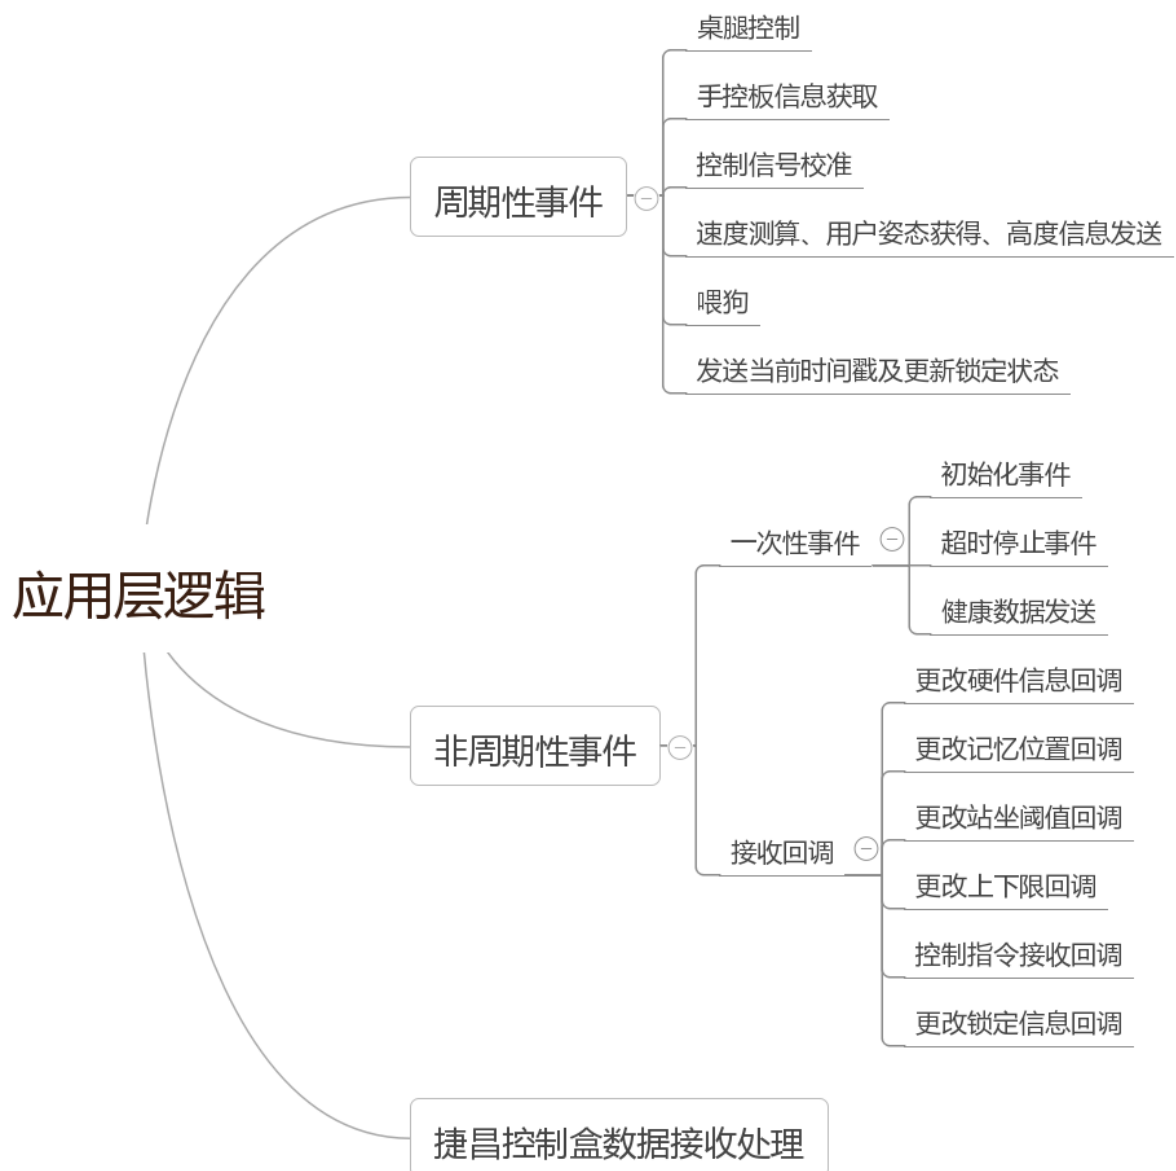 应用层逻辑
周期性事件
桌腿控制
手控板信息获取
控制信号校准
速度测算、用户姿态获得、高度信息发送
喂狗
发送当前时间戳及更新锁定状态
非周期性事件
一次性事件
初始化事件
超时停止事件
健康数据发送
接收回调
更改硬件信息回调
更改记忆位置回调
更改站坐阈值回调
更改上下限回调
控制指令接收回调
更改锁定信息回调
捷昌控制盒数据接收处理